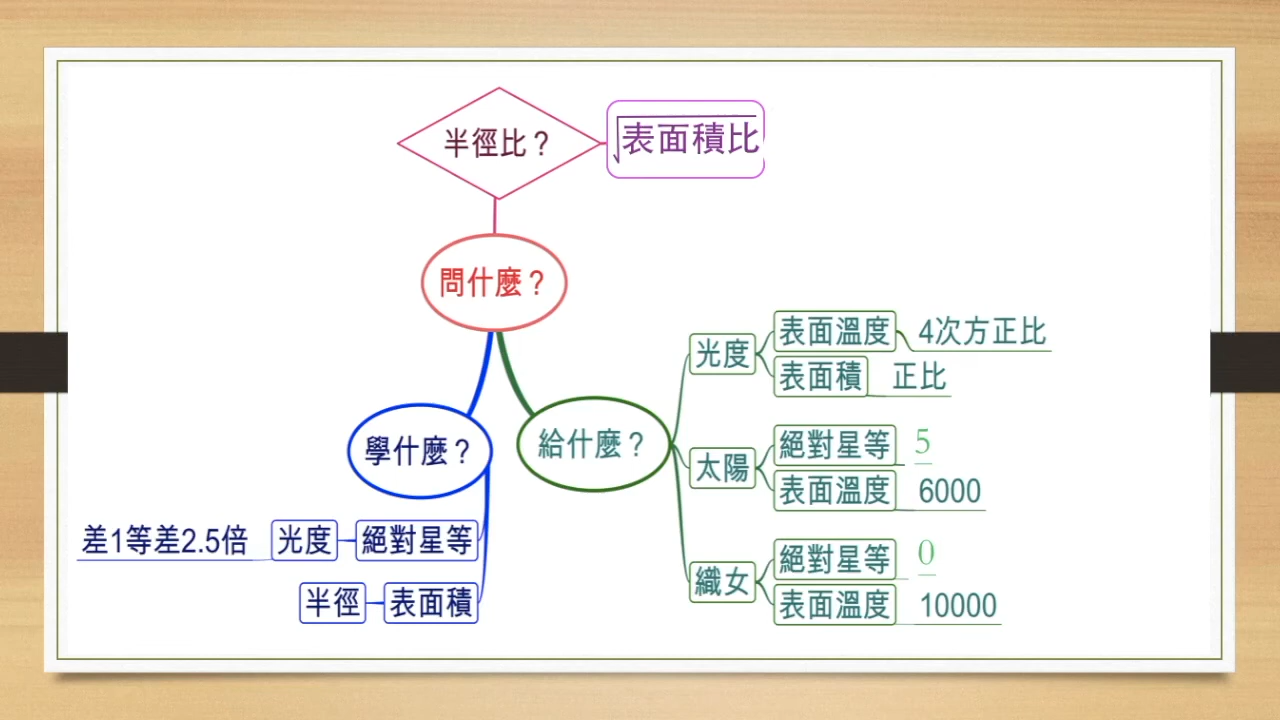 半徑比？
√表面積比
問什麼？
學什麼？
絕對星等
光度
差1等差2.5倍
表面積
半徑
給什麼？
光度
表面溫度
4次方正比
表面積
正比
太陽
絕對星等
5
表面溫度
6000
織女
絕對星等
0
表面溫度
10000